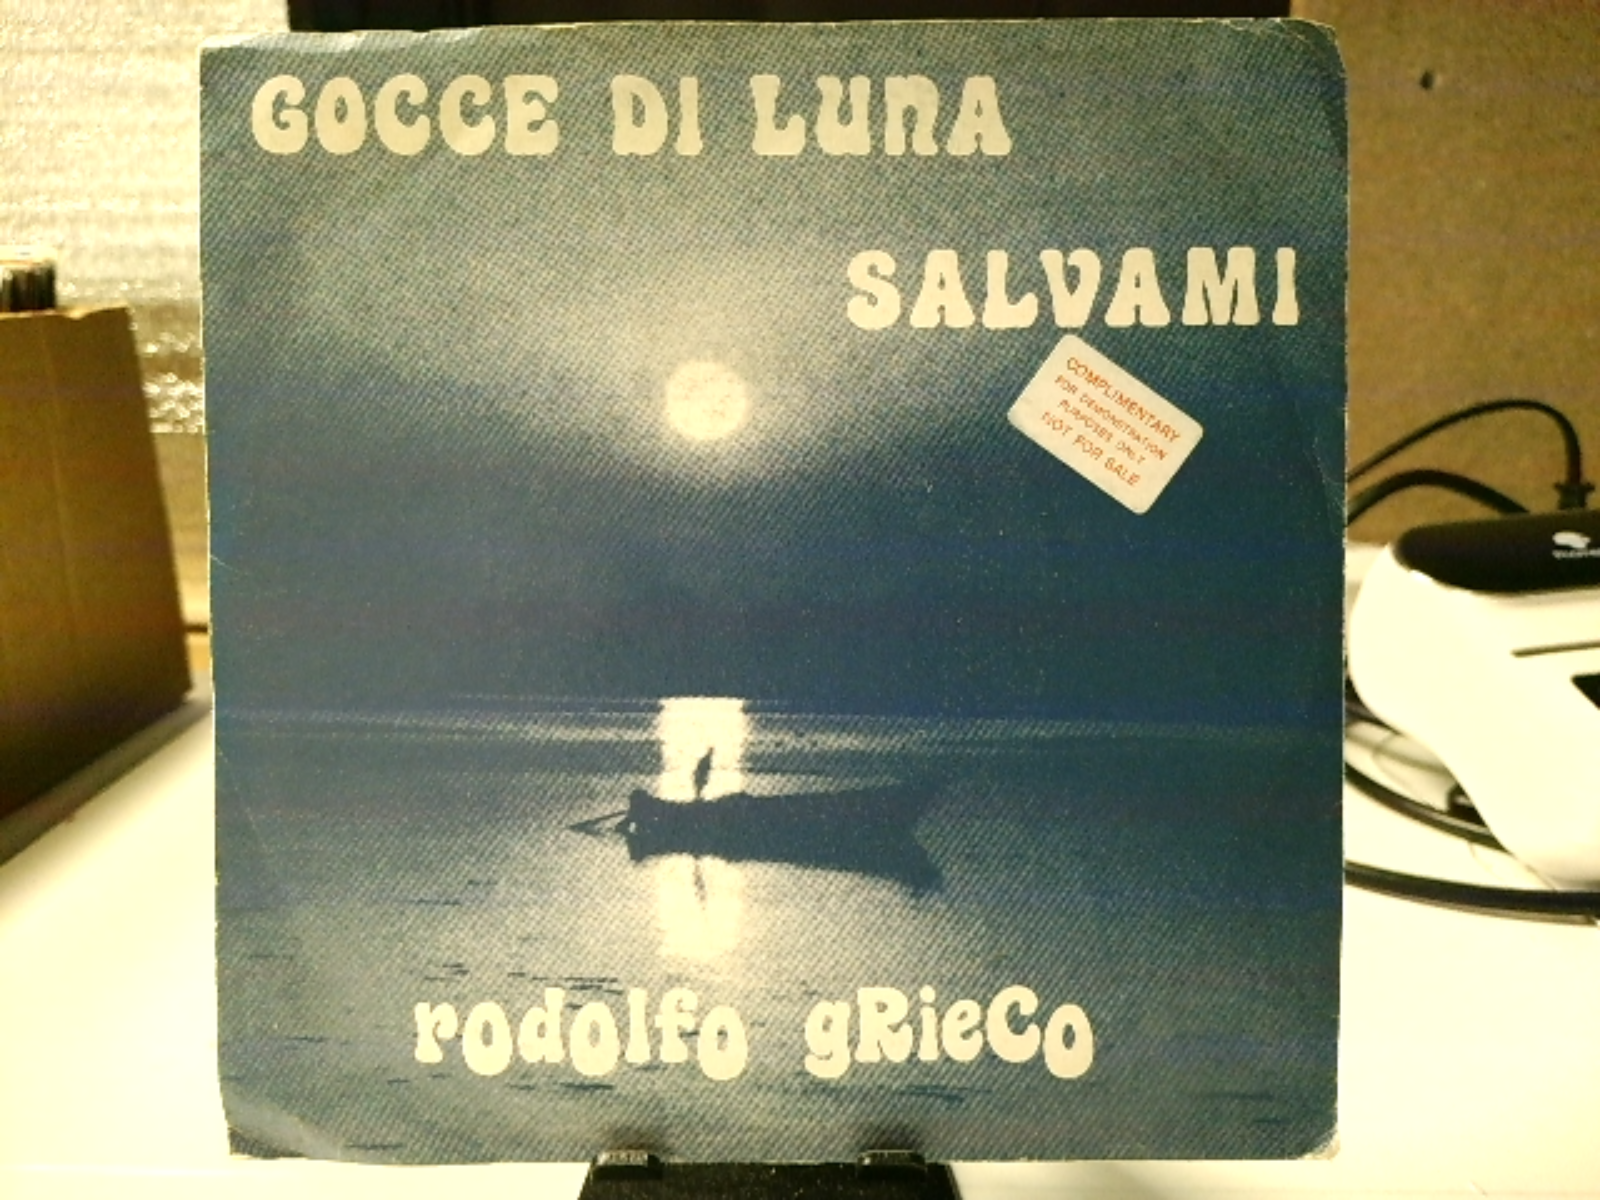 GOCCE DI LUNA
SALVAMI
COMPLIMENTARY
FOR DEMONSTRATION
PURPOSES ONLY
NOT FOR SALE
rodolfo gRieCo